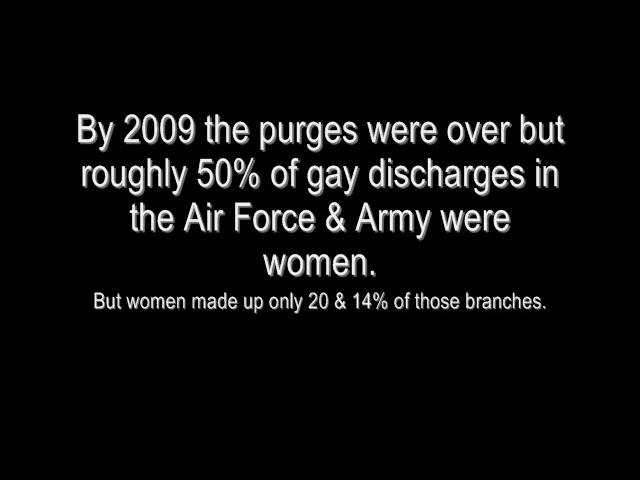 By 2009 the purges were over but
roughly 50% of gay discharges in
the Air Force & Army were
women.
But women made up only 20 & 14% of those branches.